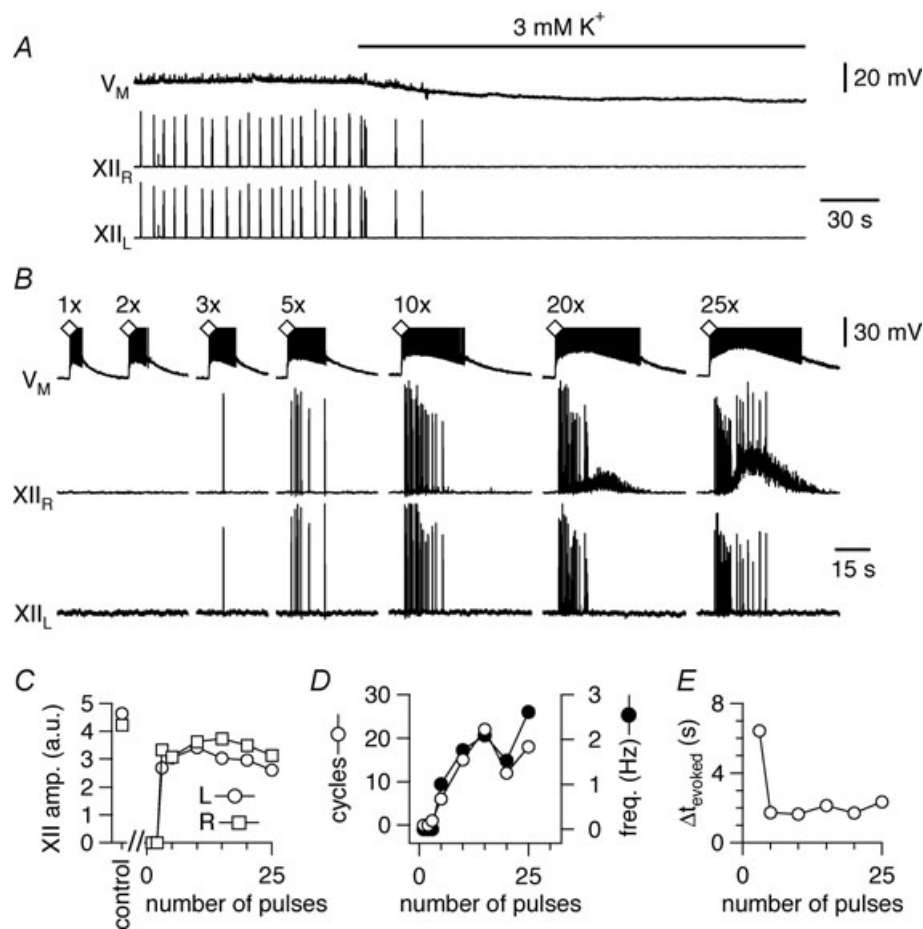 A
3 mM K+
VM
20 mV
XIIR
XIIL
30 s
B
1x 2x 3x 5x 10x 20x 25x
30 mV
VM
XIIR
15 s
XIIL
C D E
XII amp. (a.u.)
5
4
3
2
1
0
L
R
control
0 25
number of pulses
cycles
30
20
10
0
3
2
1
0
freq. (Hz)
0 25
number of pulses
Δtevoked (s)
8
6
4
2
0
0 25
number of pulses